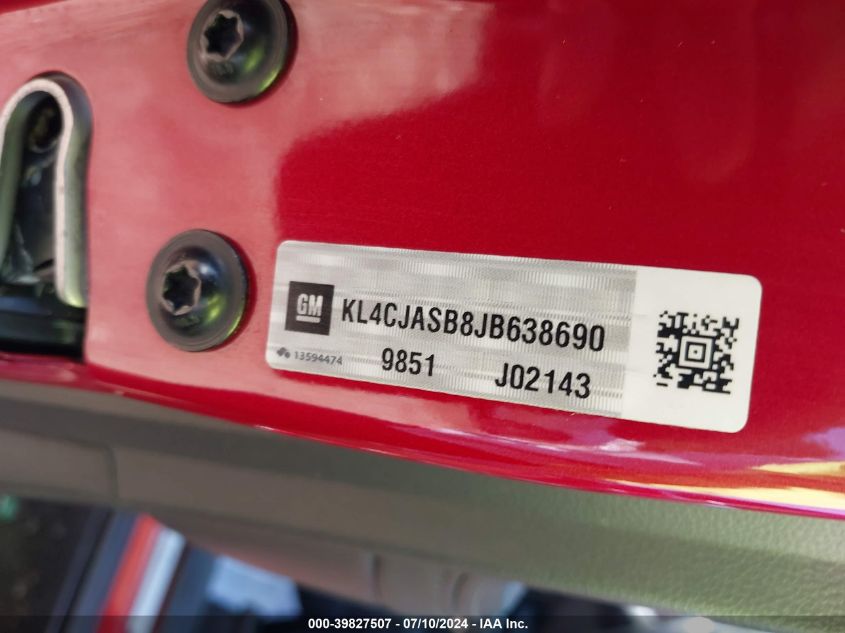 GM KL4CJASB8JB638690
13594474 9851 J02143
000-39827507 - 07/10/2024 - IAA Inc.